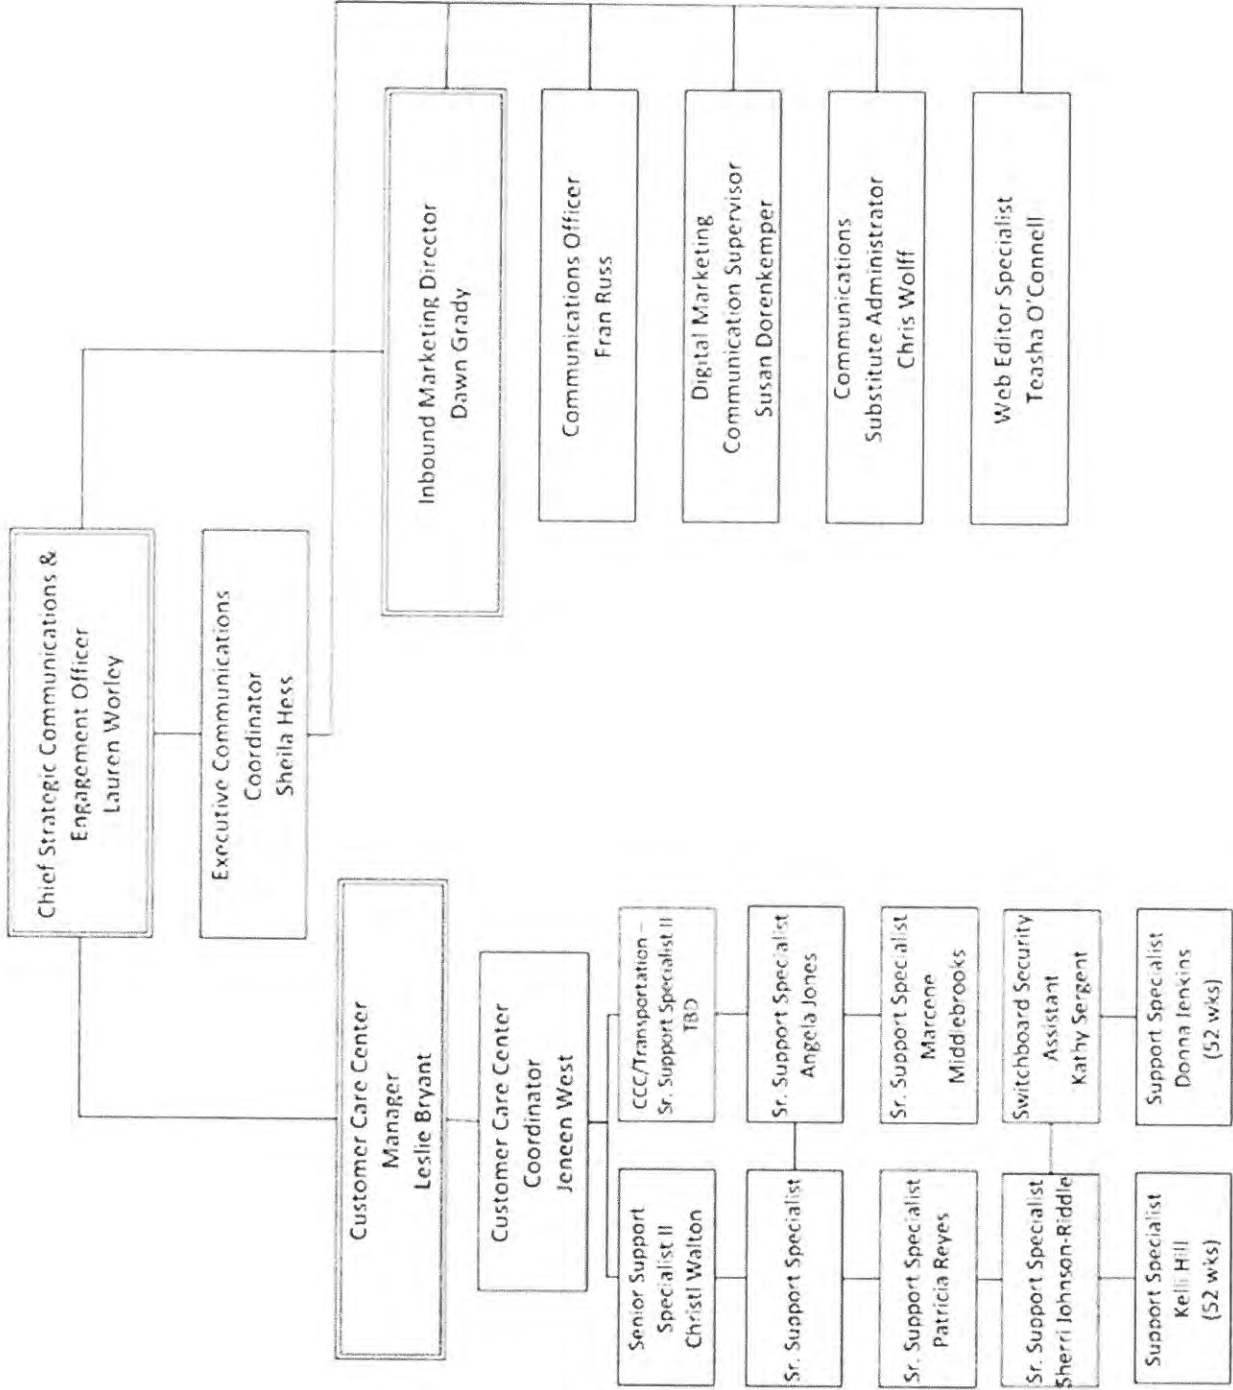 Chief Strategic Communications &
Engagement Officer
Lauren Worley
Executive Communications
Coordinator
Sheila Hess
Customer Care Center
Manager
Leslie Bryant
Customer Care Center
Coordinator
Jeneen West
Senior Support
Specialist II
Christl Walton
CCC/Transportation –
Sr. Support Specialist II
TBD
Sr. Support Specialist
Sr. Support Specialist
Angela Jones
Sr. Support Specialist
Patricia Reyes
Sr. Support Specialist
Marcene
Middlebrooks
Sr. Support Specialist
Sherri Johnson-Riddle
Switchboard Security
Assistant
Kathy Sergent
Support Specialist
Kelli Hill
(52 wks)
Support Specialist
Donna Jenkins
(52 wks)
Inbound Marketing Director
Dawn Grady
Communications Officer
Fran Russ
Digital Marketing
Communication Supervisor
Susan Dorenkemper
Communications
Substitute Administrator
Chris Wolff
Web Editor Specialist
Teasha O'Connell